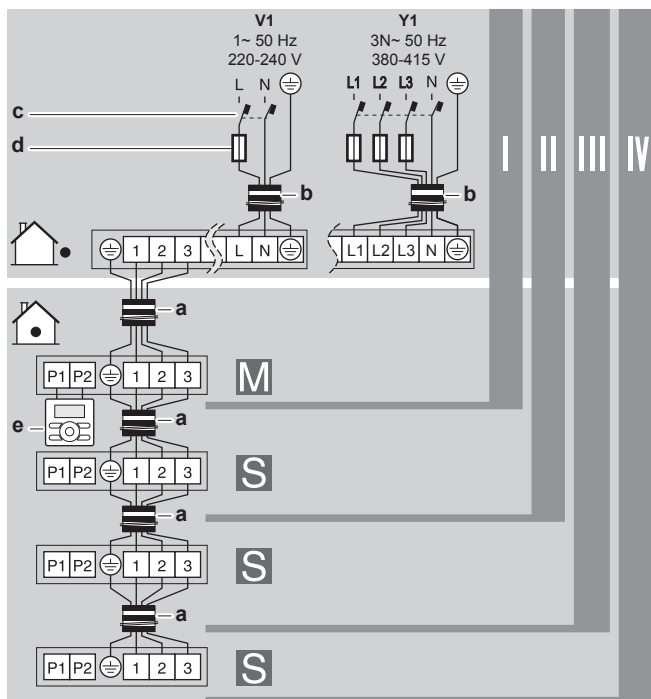 V1 Y1
1~ 50 Hz 3N~ 50 Hz
220-240 V 380-415 V
L N L1 L2 L3 N
c
d
I II III IV
b b
1 2 3 L N L1 L2 L3 N
a
P1 P2 1 2 3 M
e a
P1 P2 1 2 3 S
a
P1 P2 1 2 3 S
a
P1 P2 1 2 3 S